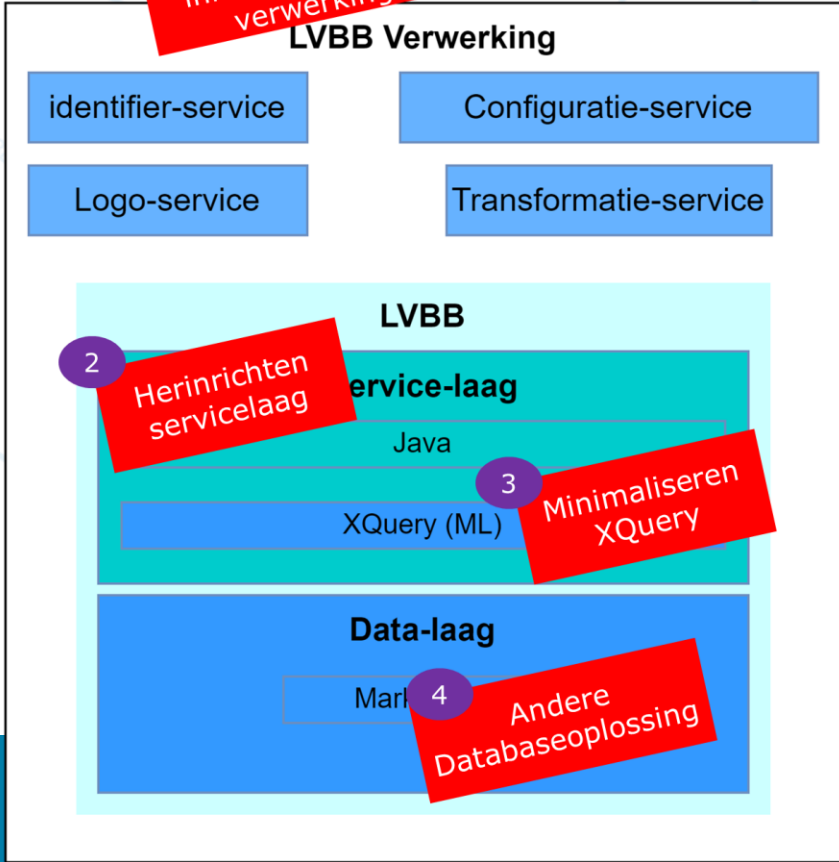 verwerking
LVBB Verwerking
identifier-service
Configuratie-service
Logo-service
Transformatie-service
LVBB
2
Herinrichten
servicelaag
ervice-laag
Java
3
Minimaliseren
XQuery
XQuery (ML)
Data-laag
Mark
4
Andere
Databaseoplossing